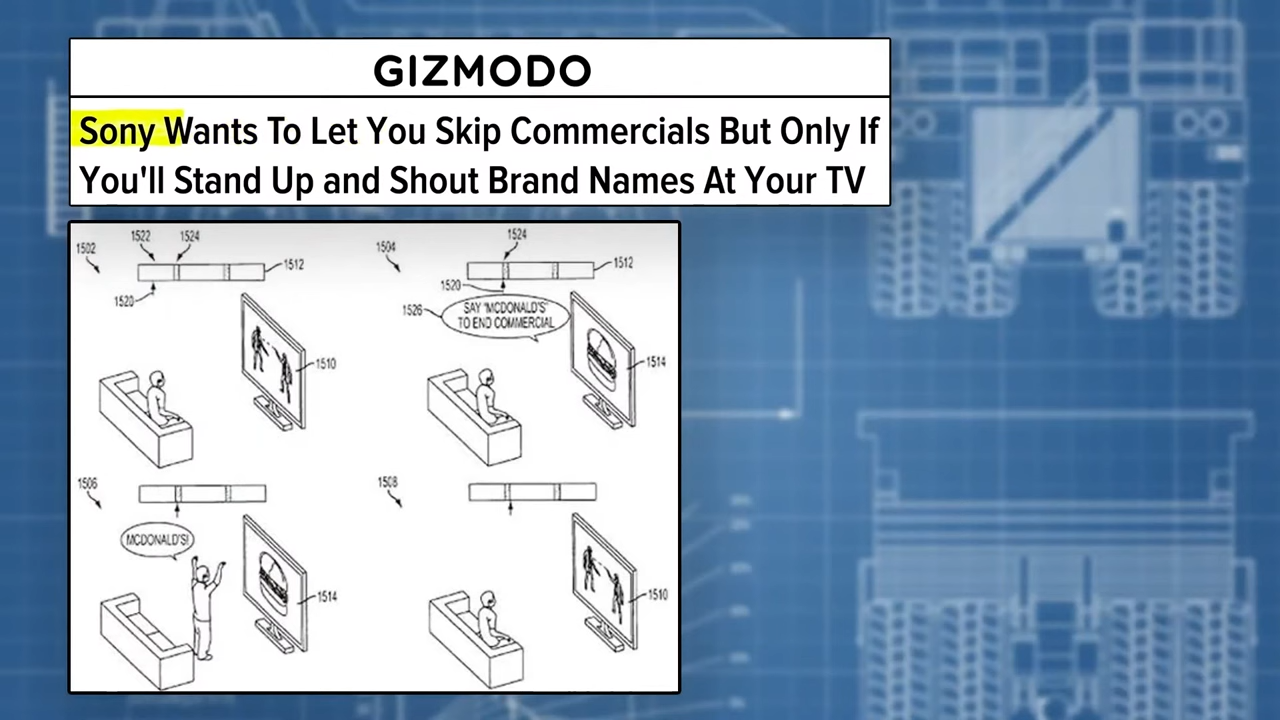 GIZMODO
Sony Wants To Let You Skip Commercials But Only If
You'll Stand Up and Shout Brand Names At Your TV
1502
1522
1524
1512
1520
1510
1504
1524
1512
1520
1526
SAY "MCDONALD'S"
TO END COMMERCIAL
1514
1506
MCDONALD'S!
1514
1508
1510